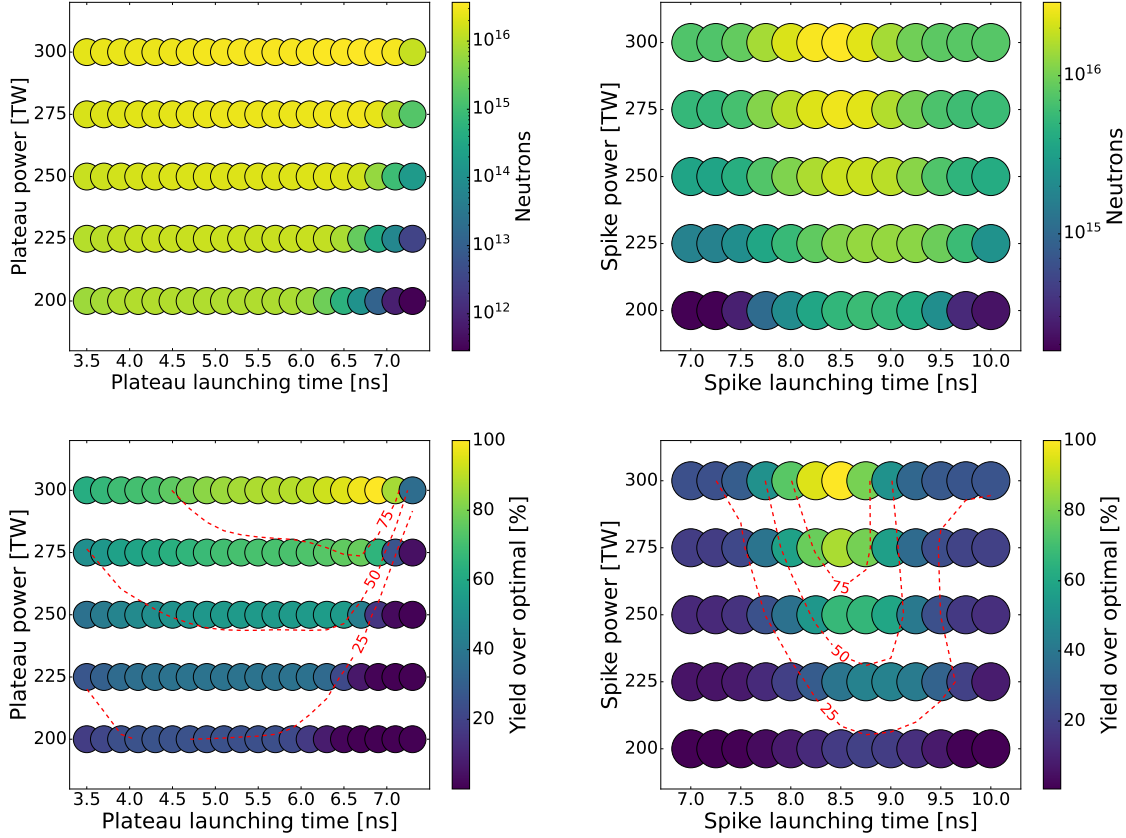 300
275
250
225
200
Plateau power [TW]
3.5 4.0 4.5 5.0 5.5 6.0 6.5 7.0
Plateau launching time [ns]
10^16
10^15
10^14
10^13
10^12
Neutrons
300
275
250
225
200
Spike power [TW]
7.0 7.5 8.0 8.5 9.0 9.5 10.0
Spike launching time [ns]
10^16
10^15
Neutrons
300
275
250
225
200
Plateau power [TW]
75
50
25
3.5 4.0 4.5 5.0 5.5 6.0 6.5 7.0
Plateau launching time [ns]
100
80
60
40
20
Yield over optimal [%]
300
275
250
225
200
Spike power [TW]
75
50
25
7.0 7.5 8.0 8.5 9.0 9.5 10.0
Spike launching time [ns]
100
80
60
40
20
Yield over optimal [%]